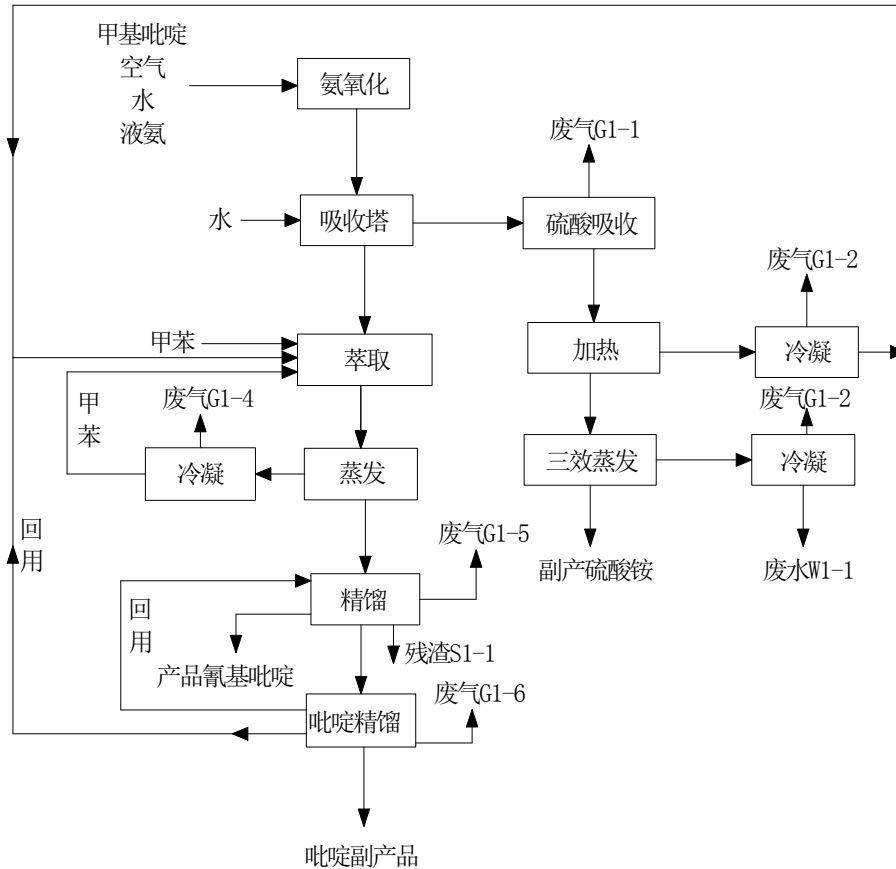 甲基吡啶
空气
水
液氨
氨氧化
废气G1-1
水
吸收塔
硫酸吸收
废气G1-2
甲苯
萃取
加热
冷凝
甲
苯
废气G1-4
废气G1-2
冷凝
蒸发
三效蒸发
冷凝
回
用
废气G1-5
副产硫酸铵
废水W1-1
回
用
精馏
产品氰基吡啶
残渣S1-1
废气G1-6
吡啶精馏
吡啶副产品